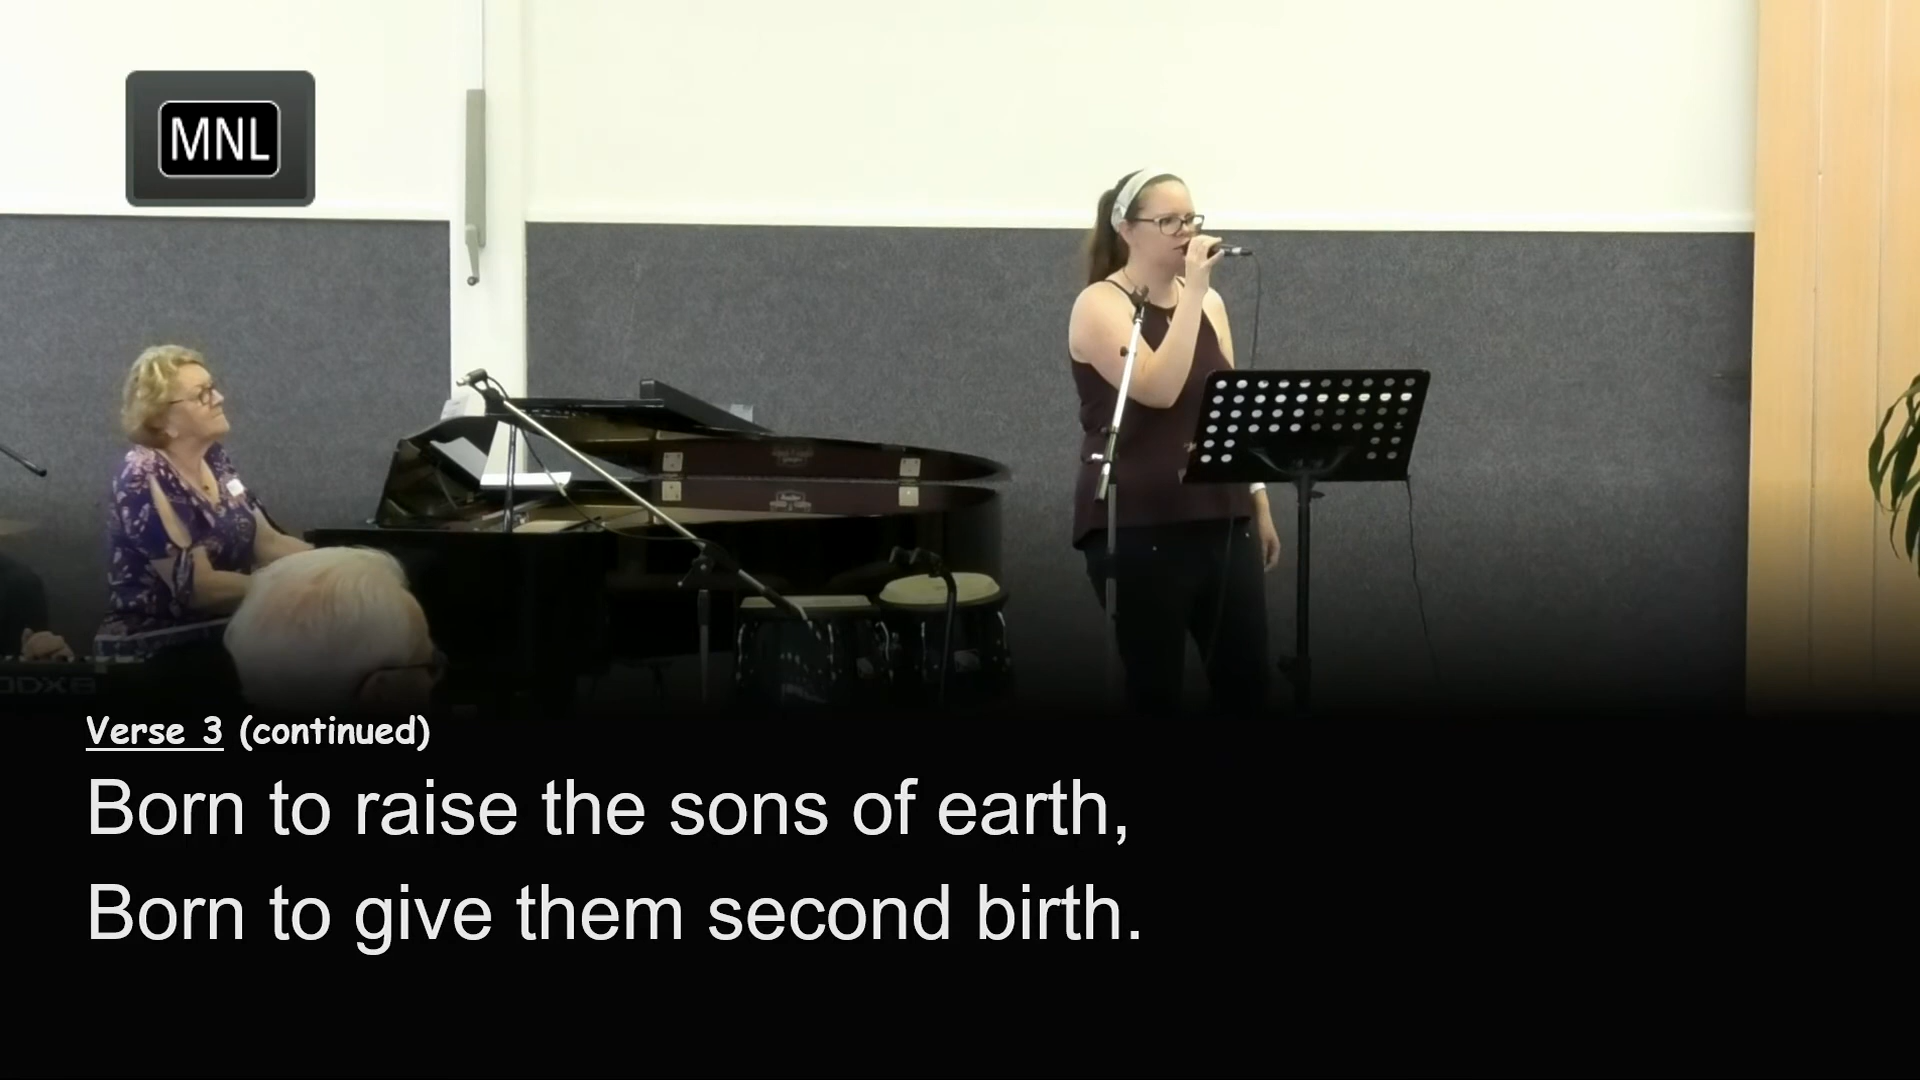 MNL
Verse 3 (continued)
Born to raise the sons of earth,
Born to give them second birth.